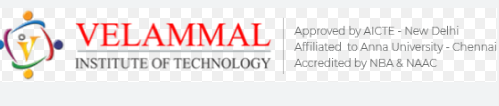 VELAMMAL
INSTITUTE OF TECHNOLOGY
Approved by AICTE - New Delhi
Affiliated to Anna University - Chennai
Accredited by NBA & NAAC